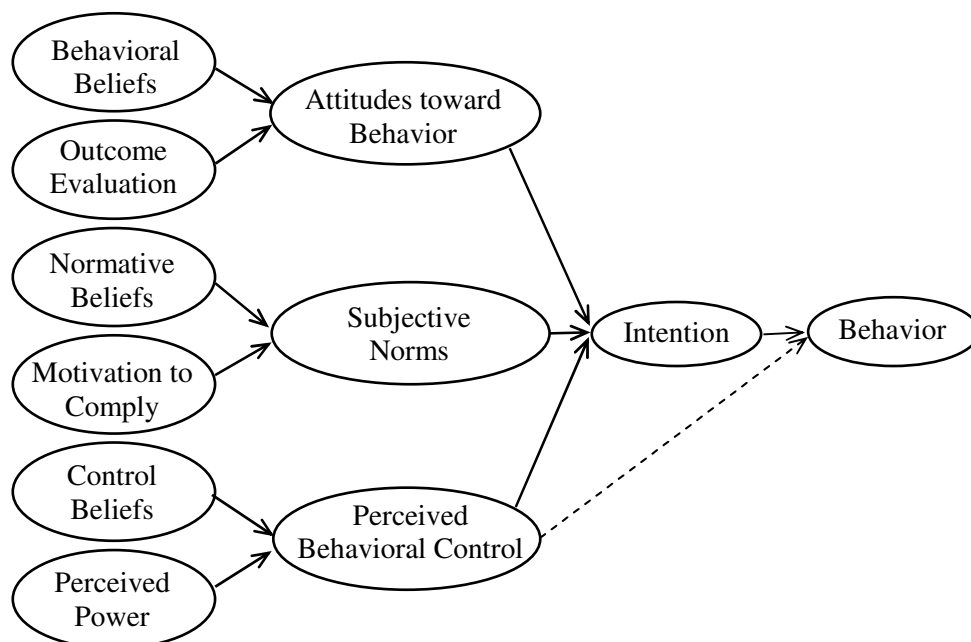 Behavioral
Beliefs
Attitudes toward
Behavior
Outcome
Evaluation
Normative
Beliefs
Subjective
Norms
Intention
Behavior
Motivation to
Comply
Control
Beliefs
Perceived
Behavioral Control
Perceived
Power